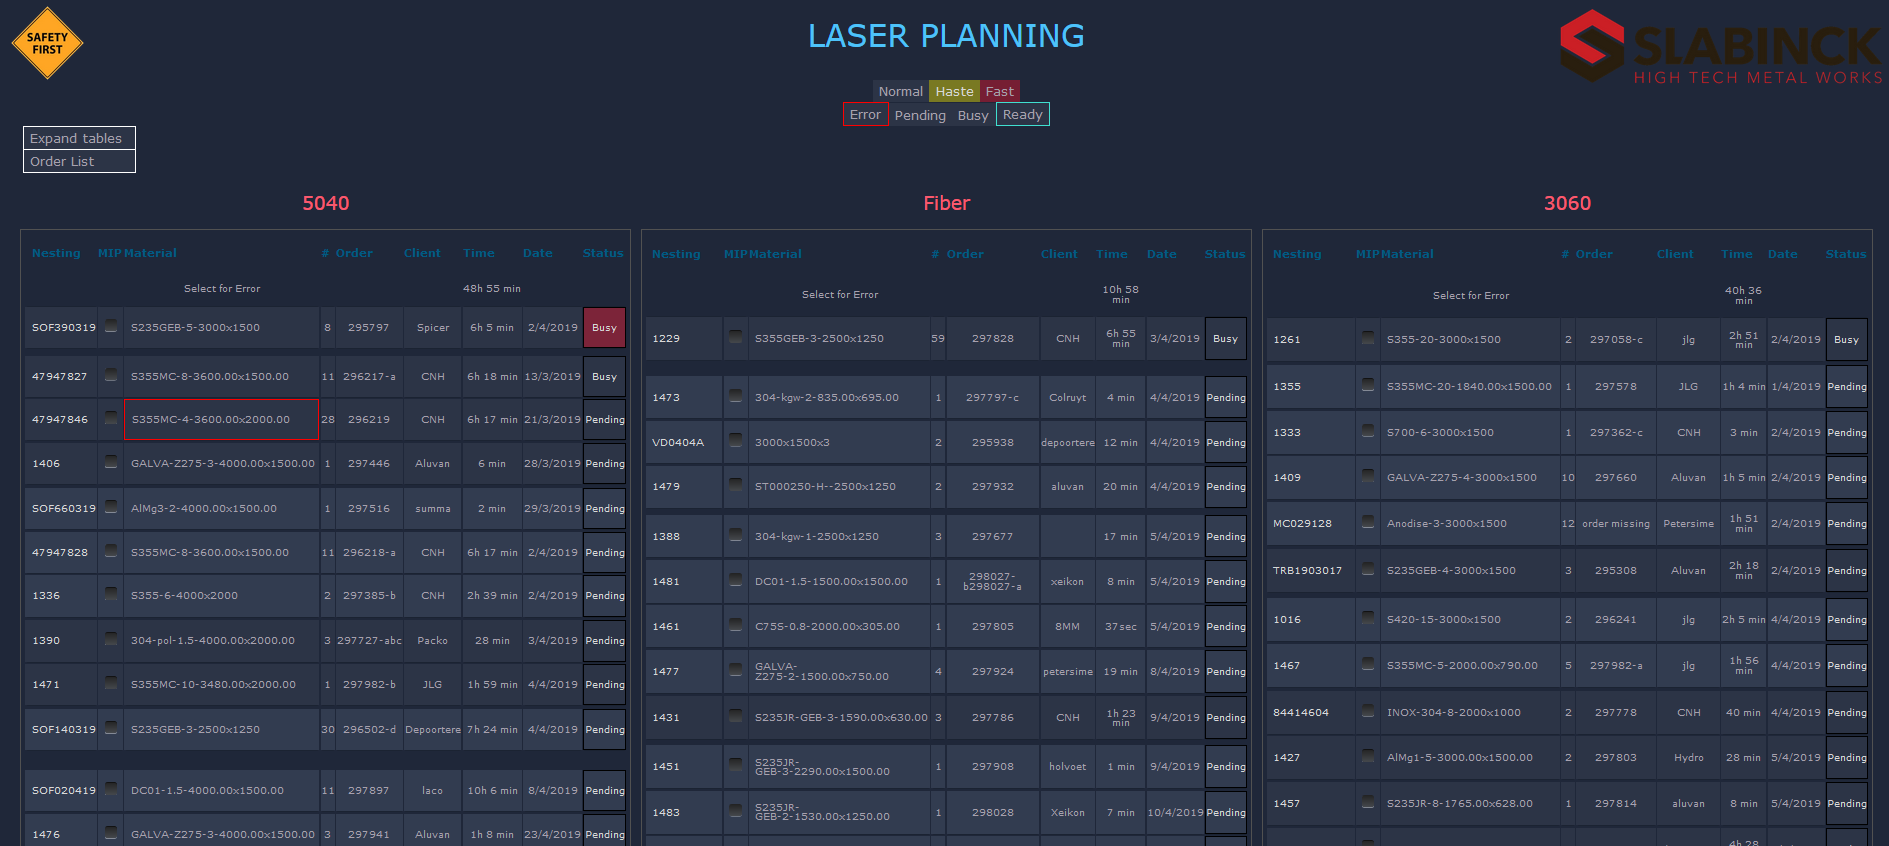 SAFETY
FIRST
LASER PLANNING
SLABINCK
HIGH TECH METAL WORKS
Normal Haste Fast
Error Pending Busy Ready
Expand tables
Order List
5040
Nesting MIP Material # Order Client Time Date Status
Select for Error 48h 55 min
SOF390319 S235GEB-5-3000x1500 8 295797 Spicer 6h 5 min 2/4/2019 Busy
47947827 S355MC-8-3600.00x1500.00 11 296217-a CNH 6h 18 min 13/3/2019 Busy
47947846 S355MC-4-3600.00x2000.00 28 296219 CNH 6h 17 min 21/3/2019 Pending
1406 GALVA-Z275-3-4000.00x1500.00 1 297446 Aluvan 6 min 28/3/2019 Pending
SOF660319 AlMg3-2-4000.00x1500.00 1 297516 summa 2 min 29/3/2019 Pending
47947828 S355MC-8-3600.00x1500.00 11 296218-a CNH 6h 17 min 2/4/2019 Pending
1336 S355-6-4000x2000 2 297385-b CNH 2h 39 min 2/4/2019 Pending
1390 304-pol-1.5-4000.00x2000.00 3 297727-abc Packo 28 min 3/4/2019 Pending
1471 S355MC-10-3480.00x2000.00 1 297982-b JLG 1h 59 min 4/4/2019 Pending
SOF140319 S235GEB-3-2500x1250 30 296502-d Depoortere 7h 24 min 4/4/2019 Pending
SOF020419 DC01-1.5-4000.00x1500.00 11 297897 laco 10h 6 min 8/4/2019 Pending
1476 GALVA-Z275-3-4000.00x1500.00 3 297941 Aluvan 1h 8 min 23/4/2019 Pending
Fiber
Nesting MIP Material # Order Client Time Date Status
Select for Error 10h 58
min
1229 S355GEB-3-2500x1250 59 297828 CNH 6h 55
min 3/4/2019 Busy
1473 304-kgw-2-835.00x695.00 1 297797-c Colruyt 4 min 4/4/2019 Pending
VD0404A 3000x1500x3 2 295938 depoortere 12 min 4/4/2019 Pending
1479 ST000250-H--2500x1250 2 297932 aluvan 20 min 4/4/2019 Pending
1388 304-kgw-1-2500x1250 3 297677 17 min 5/4/2019 Pending
1481 DC01-1.5-1500.00x1500.00 1 298027-
b298027-a xeikon 8 min 5/4/2019 Pending
1461 C75S-0.8-2000.00x305.00 1 297805 8MM 37sec 5/4/2019 Pending
1477 GALVA-
Z275-2-1500.00x750.00 4 297924 petersime 19 min 8/4/2019 Pending
1431 S235JR-GEB-3-1590.00x630.00 3 297786 CNH 1h 23
min 9/4/2019 Pending
1451 S235JR-
GEB-3-2290.00x1500.00 1 297908 holvoet 1 min 9/4/2019 Pending
1483 S235JR-
GEB-2-1530.00x1250.00 1 298028 Xeikon 7 min 10/4/2019 Pending
3060
Nesting MIP Material # Order Client Time Date Status
Select for Error 40h 36
min
1261 S355-20-3000x1500 2 297058-c jlg 2h 51
min 2/4/2019 Busy
1355 S355MC-20-1840.00x1500.00 1 297578 JLG 1h 4 min 1/4/2019 Pending
1333 S700-6-3000x1500 1 297362-c CNH 3 min 2/4/2019 Pending
1409 GALVA-Z275-4-3000x1500 10 297660 Aluvan 1h 5 min 2/4/2019 Pending
MC029128 Anodise-3-3000x1500 12 order missing Petersime 1h 51
min 2/4/2019 Pending
TRB1903017 S235GEB-4-3000x1500 3 295308 Aluvan 2h 18
min 2/4/2019 Pending
1016 S420-15-3000x1500 2 296241 jlg 2h 5 min 4/4/2019 Pending
1467 S355MC-5-2000.00x790.00 5 297982-a jlg 1h 56
min 4/4/2019 Pending
84414604 INOX-304-8-2000x1000 2 297778 CNH 40 min 4/4/2019 Pending
1427 AlMg1-5-3000.00x1500.00 2 297803 Hydro 28 min 5/4/2019 Pending
1457 S235JR-8-1765.00x628.00 1 297814 aluvan 8 min 5/4/2019 Pending
4h 28